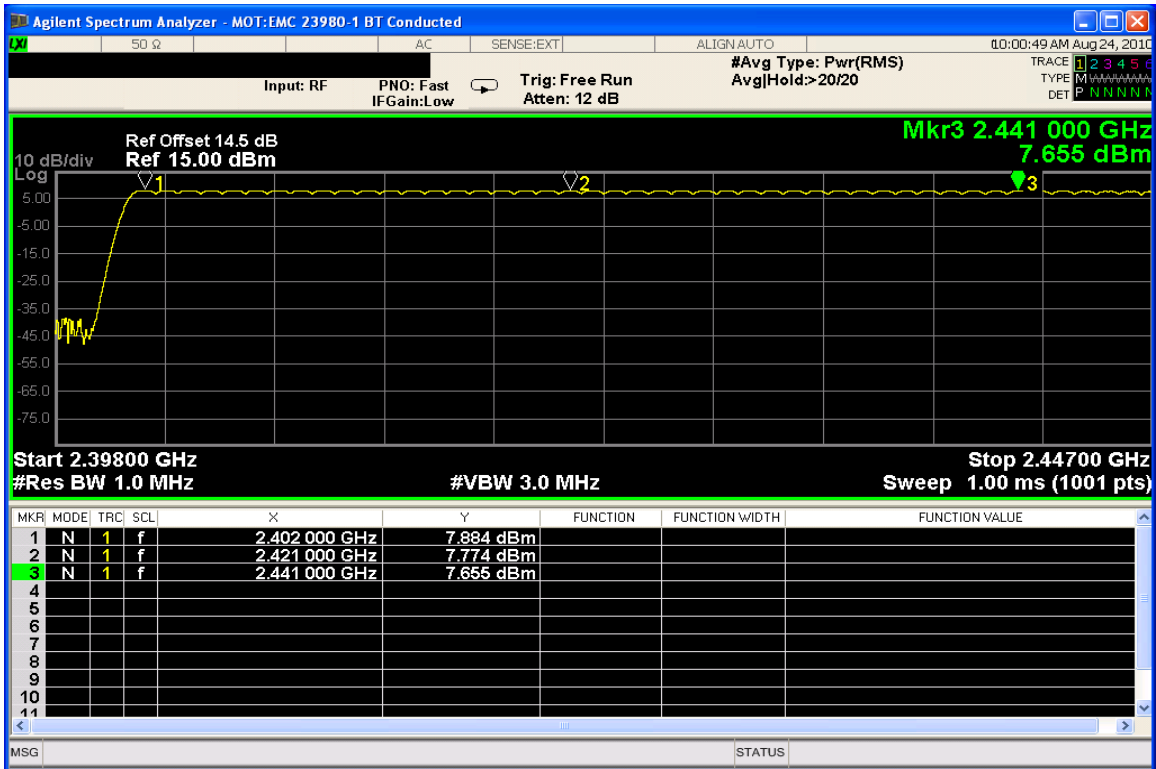 Agilent Spectrum Analyzer - MOT:EMC 23980-1 BT Conducted
LXI 50 Ω AC SENSE:EXT ALIGN AUTO 10:00:49 AM Aug 24, 2010
Input: RF PNO: Fast IFGain:Low Trig: Free Run Atten: 12 dB #Avg Type: Pwr(RMS) Avg|Hold:>20/20
TRACE 1 2 3 4 5 6
TYPE M
DET P N N N N N
Mkr3 2.441 000 GHz
7.655 dBm
Ref Offset 14.5 dB
10 dB/div Ref 15.00 dBm
Log
1 2 3
5.00
-5.00
-15.0
-25.0
-35.0
-45.0
-55.0
-65.0
-75.0
Start 2.39800 GHz Stop 2.44700 GHz
#Res BW 1.0 MHz #VBW 3.0 MHz Sweep 1.00 ms (1001 pts)
MKR MODE TRC SCL X Y FUNCTION FUNCTION WIDTH FUNCTION VALUE
1 N 1 f 2.402 000 GHz 7.884 dBm
2 N 1 f 2.421 000 GHz 7.774 dBm
3 N 1 f 2.441 000 GHz 7.655 dBm
4
5
6
7
8
9
10
11
MSG STATUS